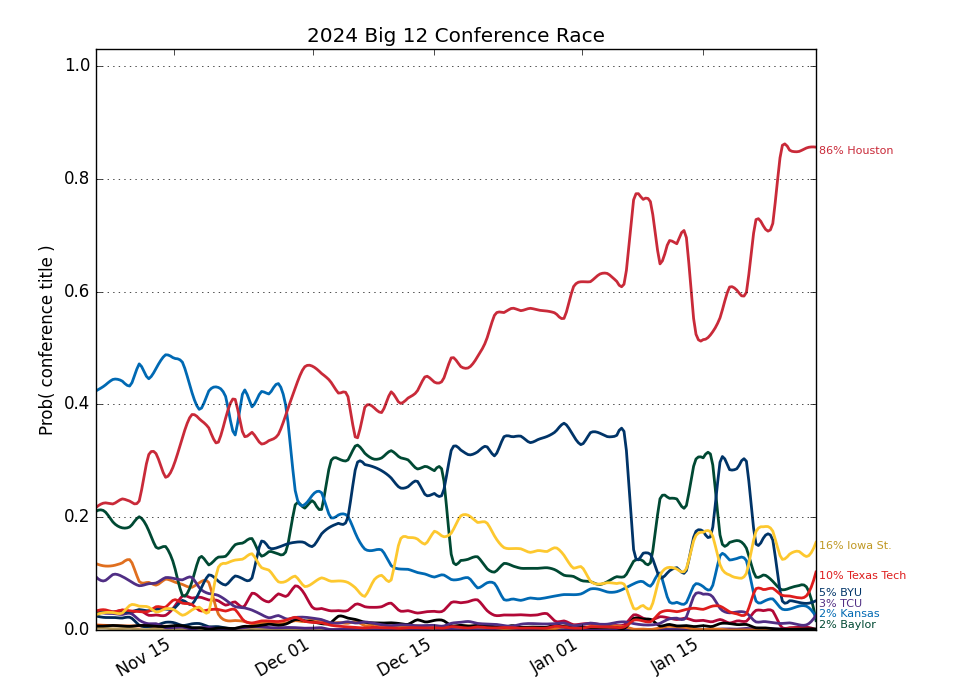 2024 Big 12 Conference Race
Prob( conference title )
1.0
0.8
0.6
0.4
0.2
0.0
Nov 15
Dec 01
Dec 15
Jan 01
Jan 15
86% Houston
16% Iowa St.
10% Texas Tech
5% BYU
3% TCU
2% Kansas
2% Baylor